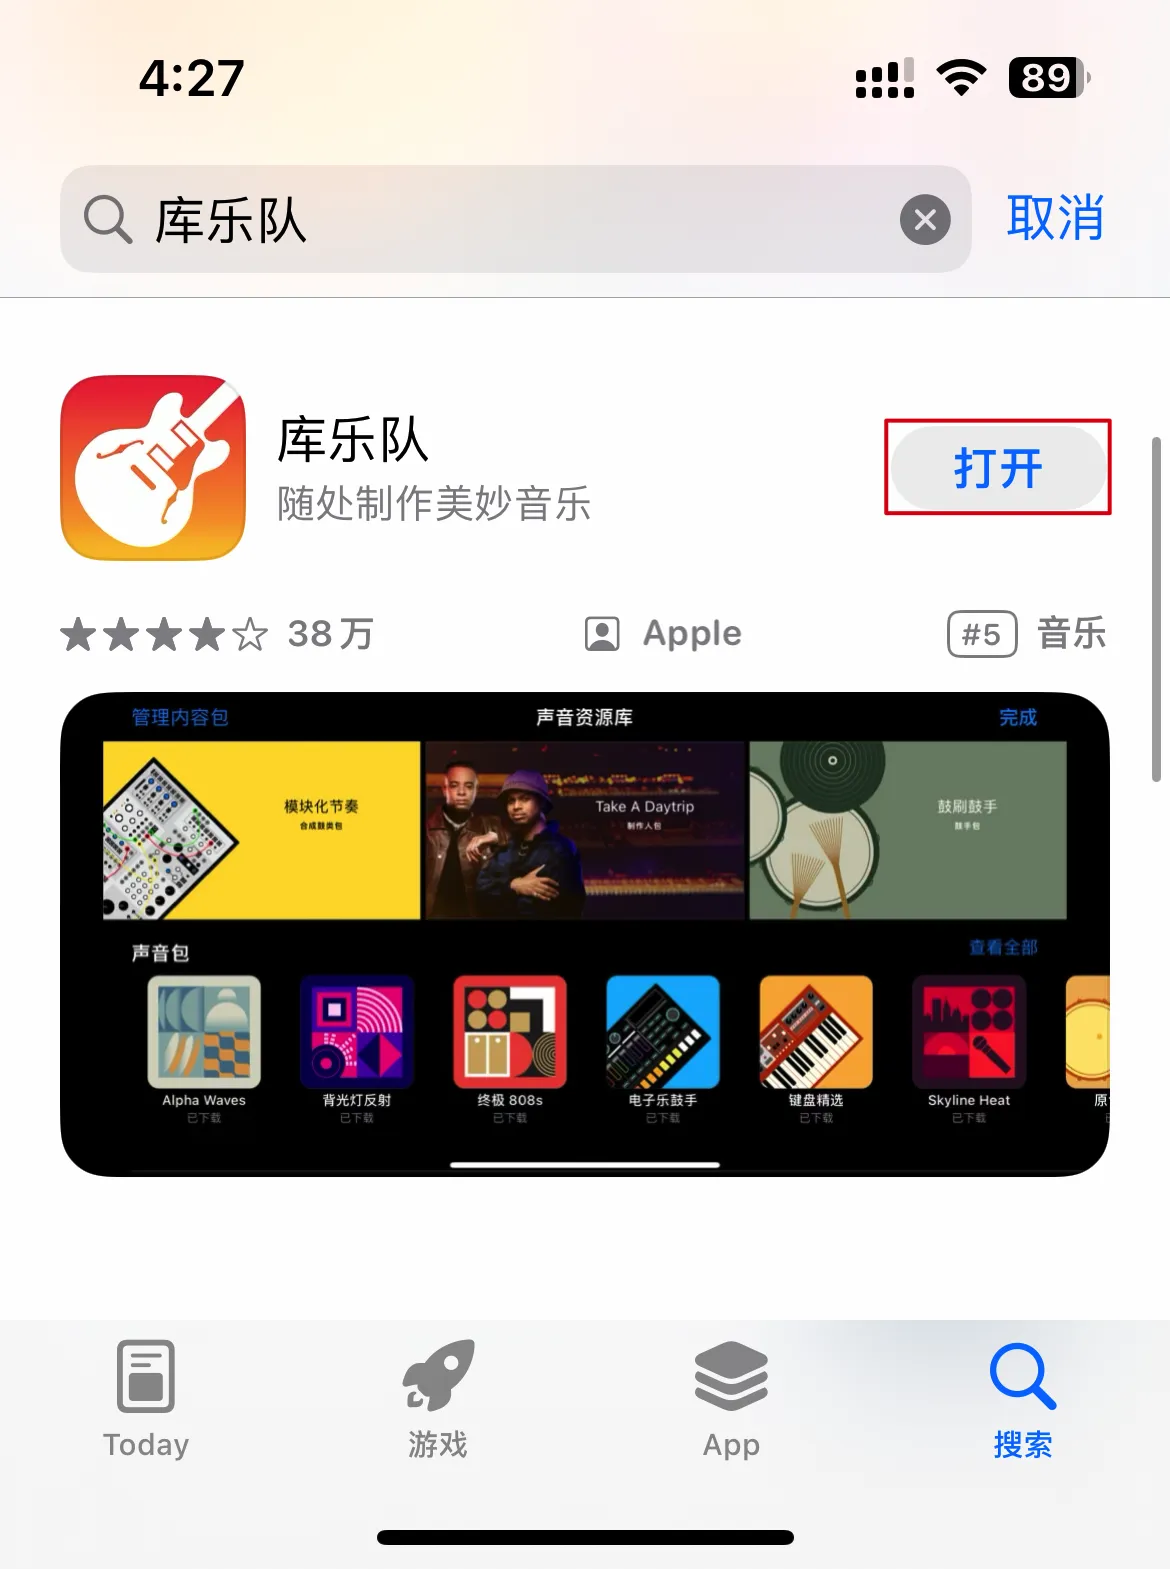 4:27
89
库乐队
取消
库乐队
随处制作美妙音乐
打开
38万
Apple
#5
音乐
管理内容包
声音资源库
完成
模块化节奏
合成鼓类包
Take A Daytrip
制作人包
鼓刷鼓手
鼓手包
声音包
查看全部
Alpha Waves
已下载
背光灯反射
已下载
终极 808s
已下载
电子乐鼓手
已下载
键盘精选
已下载
Skyline Heat
已下载
原
Today
游戏
App
搜索